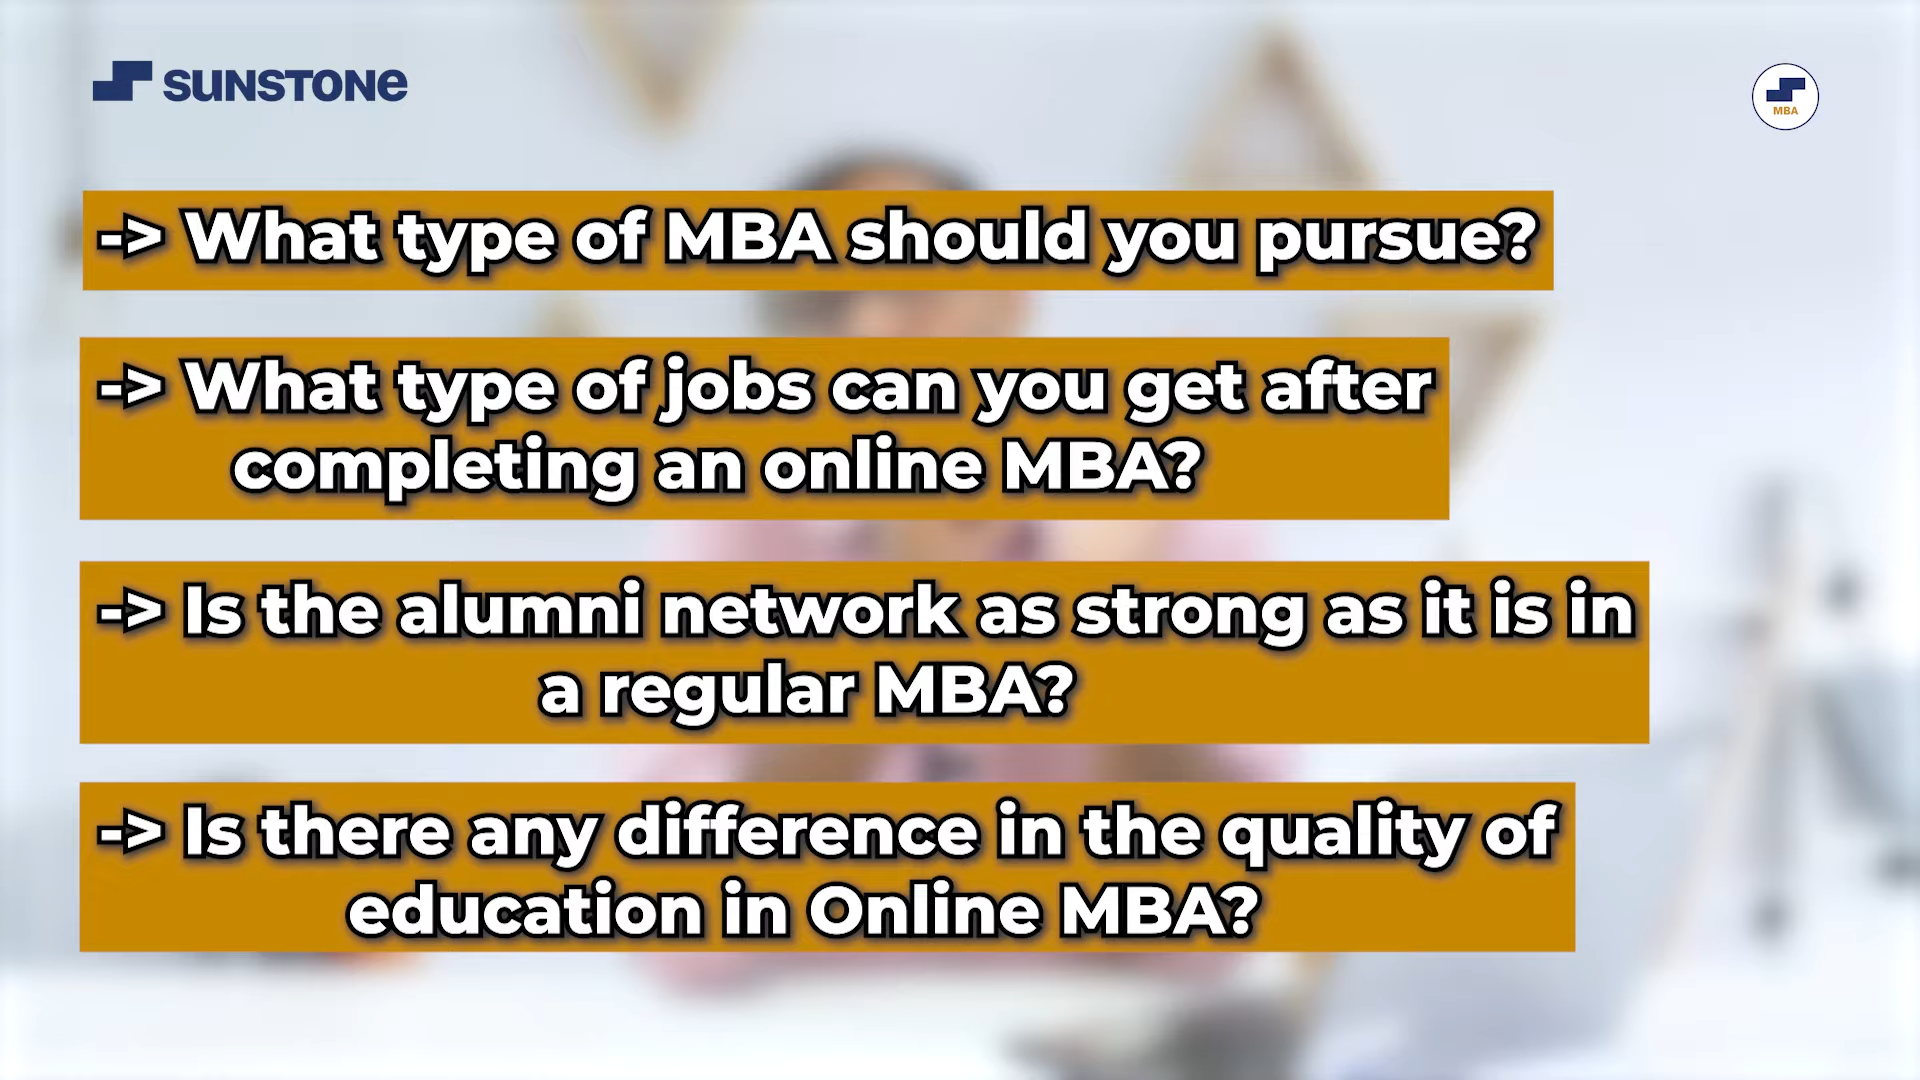 SUNSTONE
MBA
-> What type of MBA should you pursue?
-> What type of jobs can you get after
completing an online MBA?
-> Is the alumni network as strong as it is in
a regular MBA?
-> Is there any difference in the quality of
education in Online MBA?